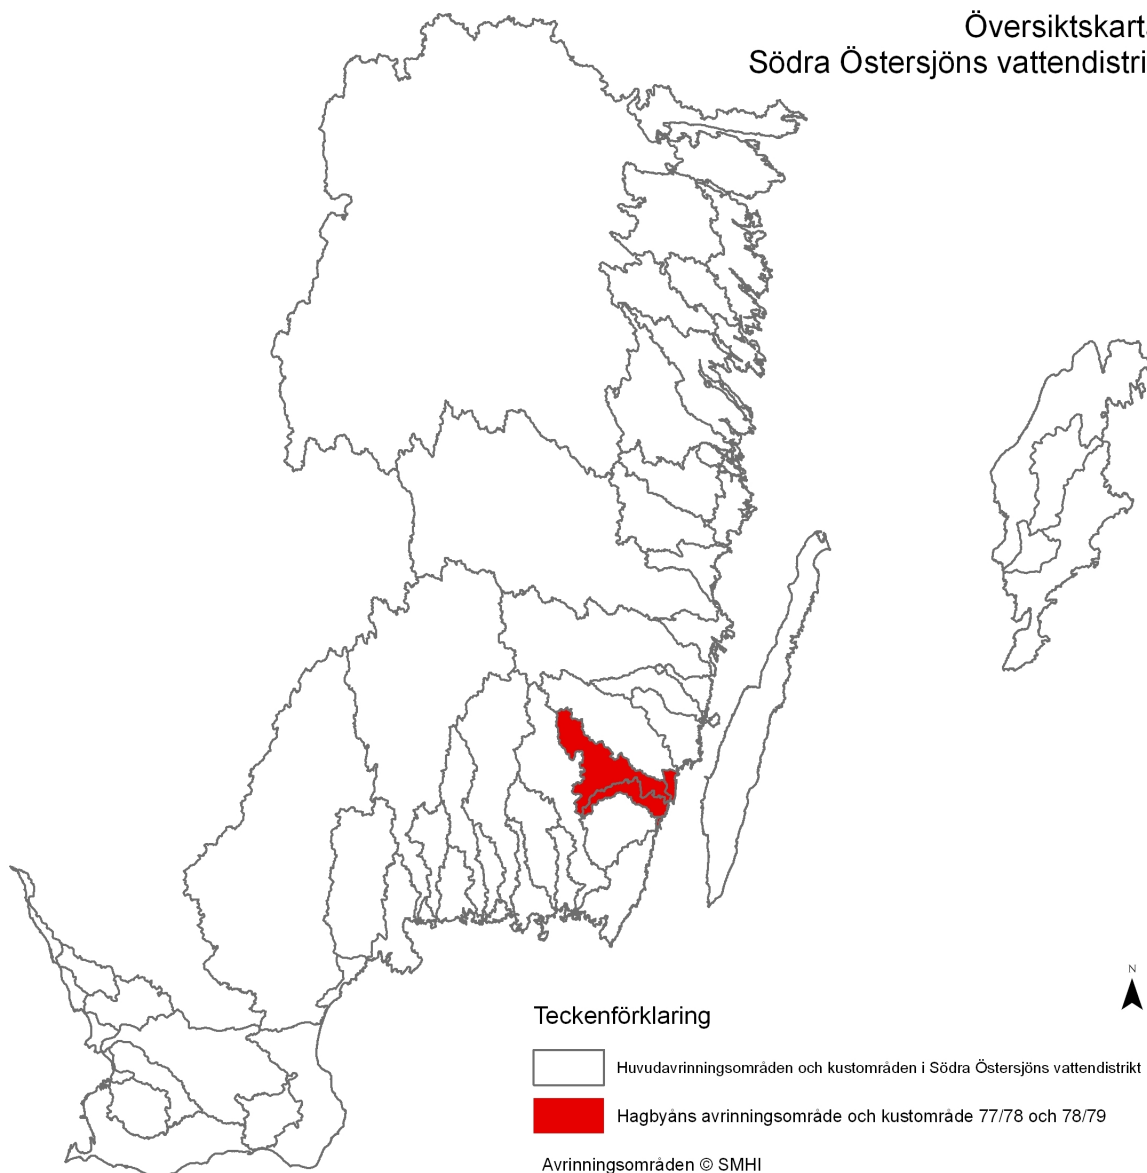 Översiktskart
Södra Östersjöns vattendistri
N
Teckenförklaring
Huvudavrinningsområden och kustområden i Södra Östersjöns vattendistrikt
Hagbyåns avrinningsområde och kustområde 77/78 och 78/79
Avrinningsområden © SMHI